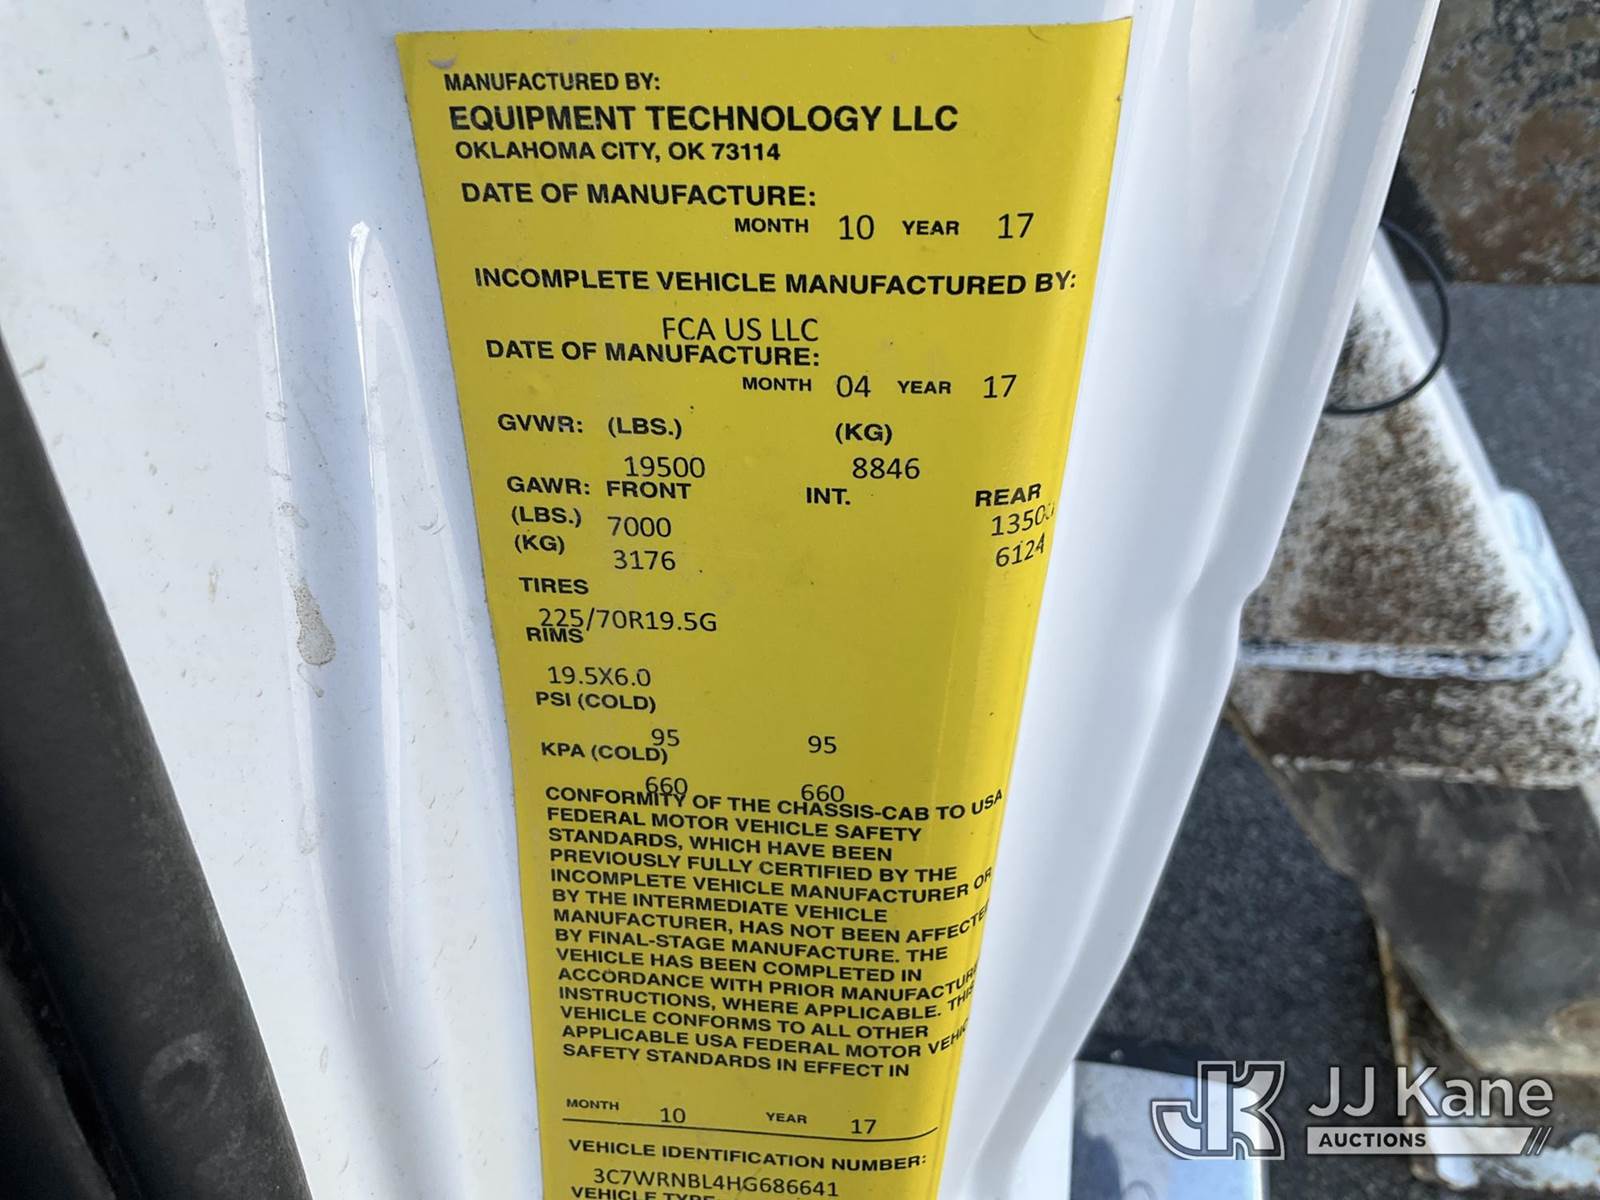 MANUFACTURED BY:
EQUIPMENT TECHNOLOGY LLC
OKLAHOMA CITY, OK 73114
DATE OF MANUFACTURE:
MONTH 10 YEAR 17
INCOMPLETE VEHICLE MANUFACTURED BY:
FCA US LLC
DATE OF MANUFACTURE:
MONTH 04 YEAR 17
GVWR: (LBS.) (KG)
19500 8846
GAWR: FRONT INT. REAR
(LBS.) 7000 13500
(KG) 3176 6124
TIRES
225/70R19.5G
RIMS
19.5X6.0
PSI (COLD)
95 95
KPA (COLD)
660 660
CONFORMITY OF THE CHASSIS-CAB TO USA
FEDERAL MOTOR VEHICLE SAFETY
STANDARDS, WHICH HAVE BEEN
PREVIOUSLY FULLY CERTIFIED BY THE
INCOMPLETE VEHICLE MANUFACTURER OR
BY THE INTERMEDIATE VEHICLE
MANUFACTURER, HAS NOT BEEN AFFECTE
BY FINAL-STAGE MANUFACTURE. THE
VEHICLE HAS BEEN COMPLETED IN
ACCORDANCE WITH PRIOR MANUFACTUR
INSTRUCTIONS, WHERE APPLICABLE. THIS
VEHICLE CONFORMS TO ALL OTHER
APPLICABLE USA FEDERAL MOTOR VEHIC
SAFETY STANDARDS IN EFFECT IN
MONTH 10 YEAR 17
VEHICLE IDENTIFICATION NUMBER:
3C7WRNBL4HG686641
VEHICLE TYPE
JK JJ Kane
AUCTIONS